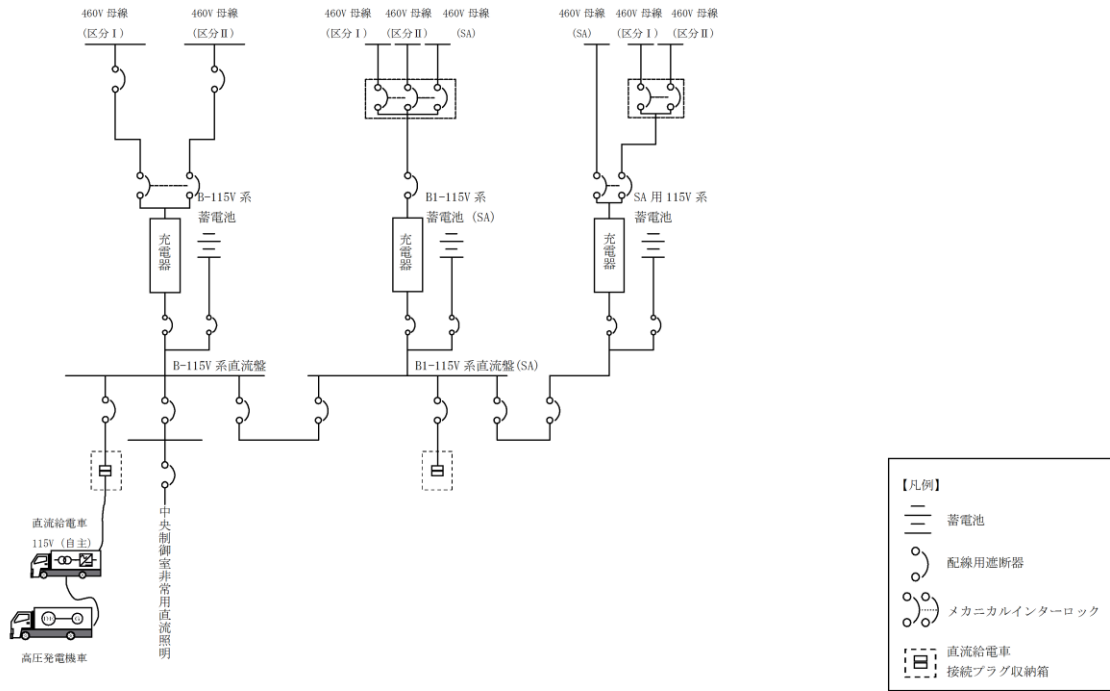 460V 母線
(区分Ⅰ)
460V 母線
(区分Ⅱ)
460V 母線
(区分Ⅰ)
460V 母線
(区分Ⅱ)
460V 母線
(SA)
460V 母線
(SA)
460V 母線
(区分Ⅰ)
460V 母線
(区分Ⅱ)
B-115V 系
蓄電池
充電器
B1-115V 系
蓄電池 (SA)
充電器
SA 用 115V 系
蓄電池
充電器
B-115V 系直流盤
B1-115V 系直流盤(SA)
直流給電車
115V (自主)
高圧発電機車
中央制御室非常用直流照明
【凡例】
蓄電池
配線用遮断器
メカニカルインターロック
直流給電車
接続プラグ収納箱